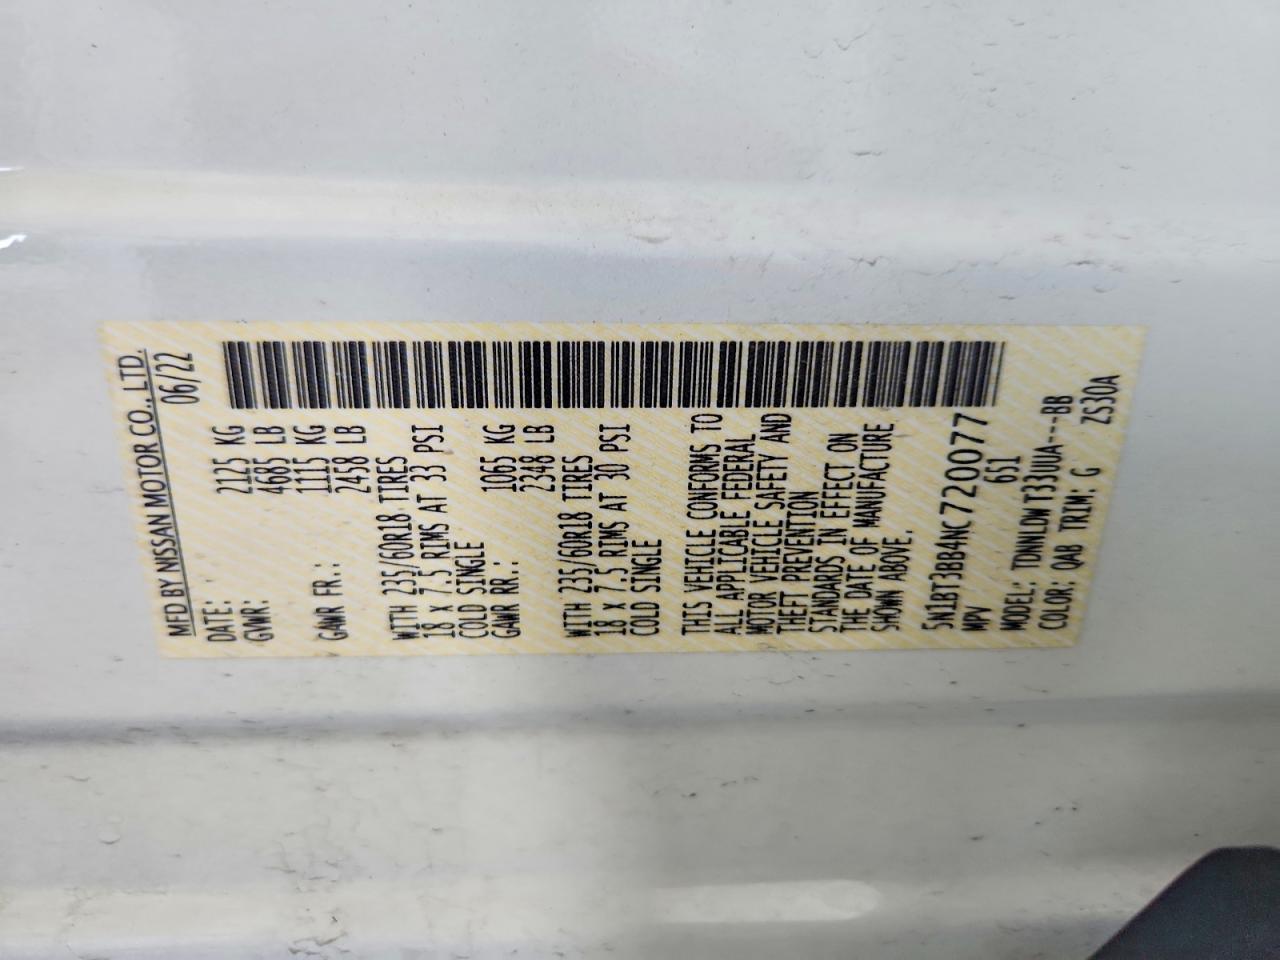 MFD BY NISSAN MOTOR CO., LTD.
DATE: 06/22
GVWR: 2125 KG
4685 LB
GAWR FR.: 1115 KG
2458 LB
WITH 235/60R18 TIRES
18 X 7.5 RIMS AT 33 PSI
COLD SINGLE
GAWR RR.: 1065 KG
2348 LB
WITH 235/60R18 TIRES
18 X 7.5 RIMS AT 30 PSI
COLD SINGLE
THIS VEHICLE CONFORMS TO
ALL APPLICABLE FEDERAL
MOTOR VEHICLE SAFETY AND
THEFT PREVENTION
STANDARDS IN EFFECT ON
THE DATE OF MANUFACTURE
SHOWN ABOVE.
5N1BT3BB4NC720077
MPV 651
MODEL: TDNNLDW T33UUA---BB
COLOR: QAB TRIM: G ZS30A